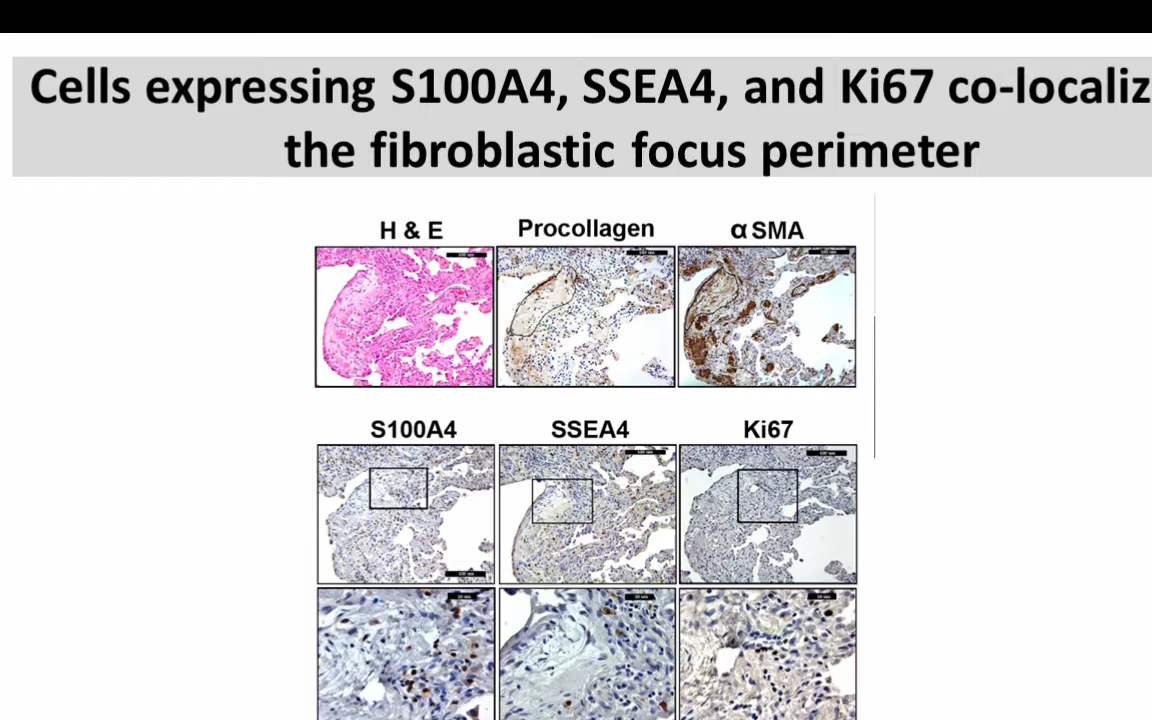 Cells expressing S100A4, SSEA4, and Ki67 co-localiz
the fibroblastic focus perimeter
H & E Procollagen α SMA
S100A4 SSEA4 Ki67